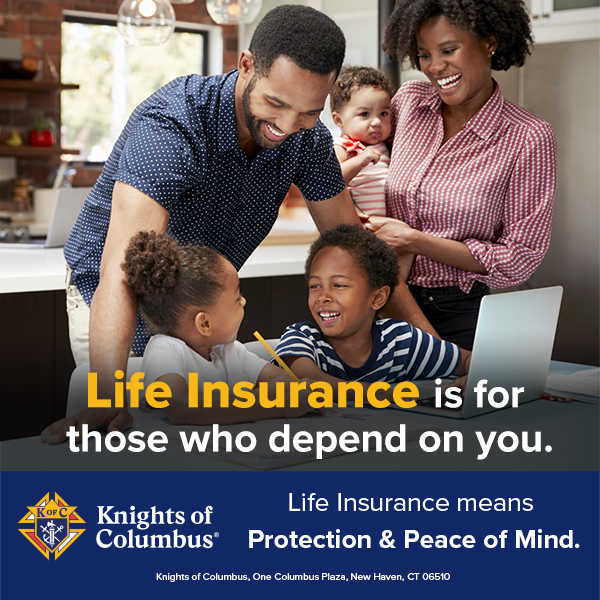 Life Insurance is for
those who depend on you.
K OF C
Knights of
Columbus®
Life Insurance means
Protection & Peace of Mind.
Knights of Columbus, One Columbus Plaza, New Haven, CT 06510